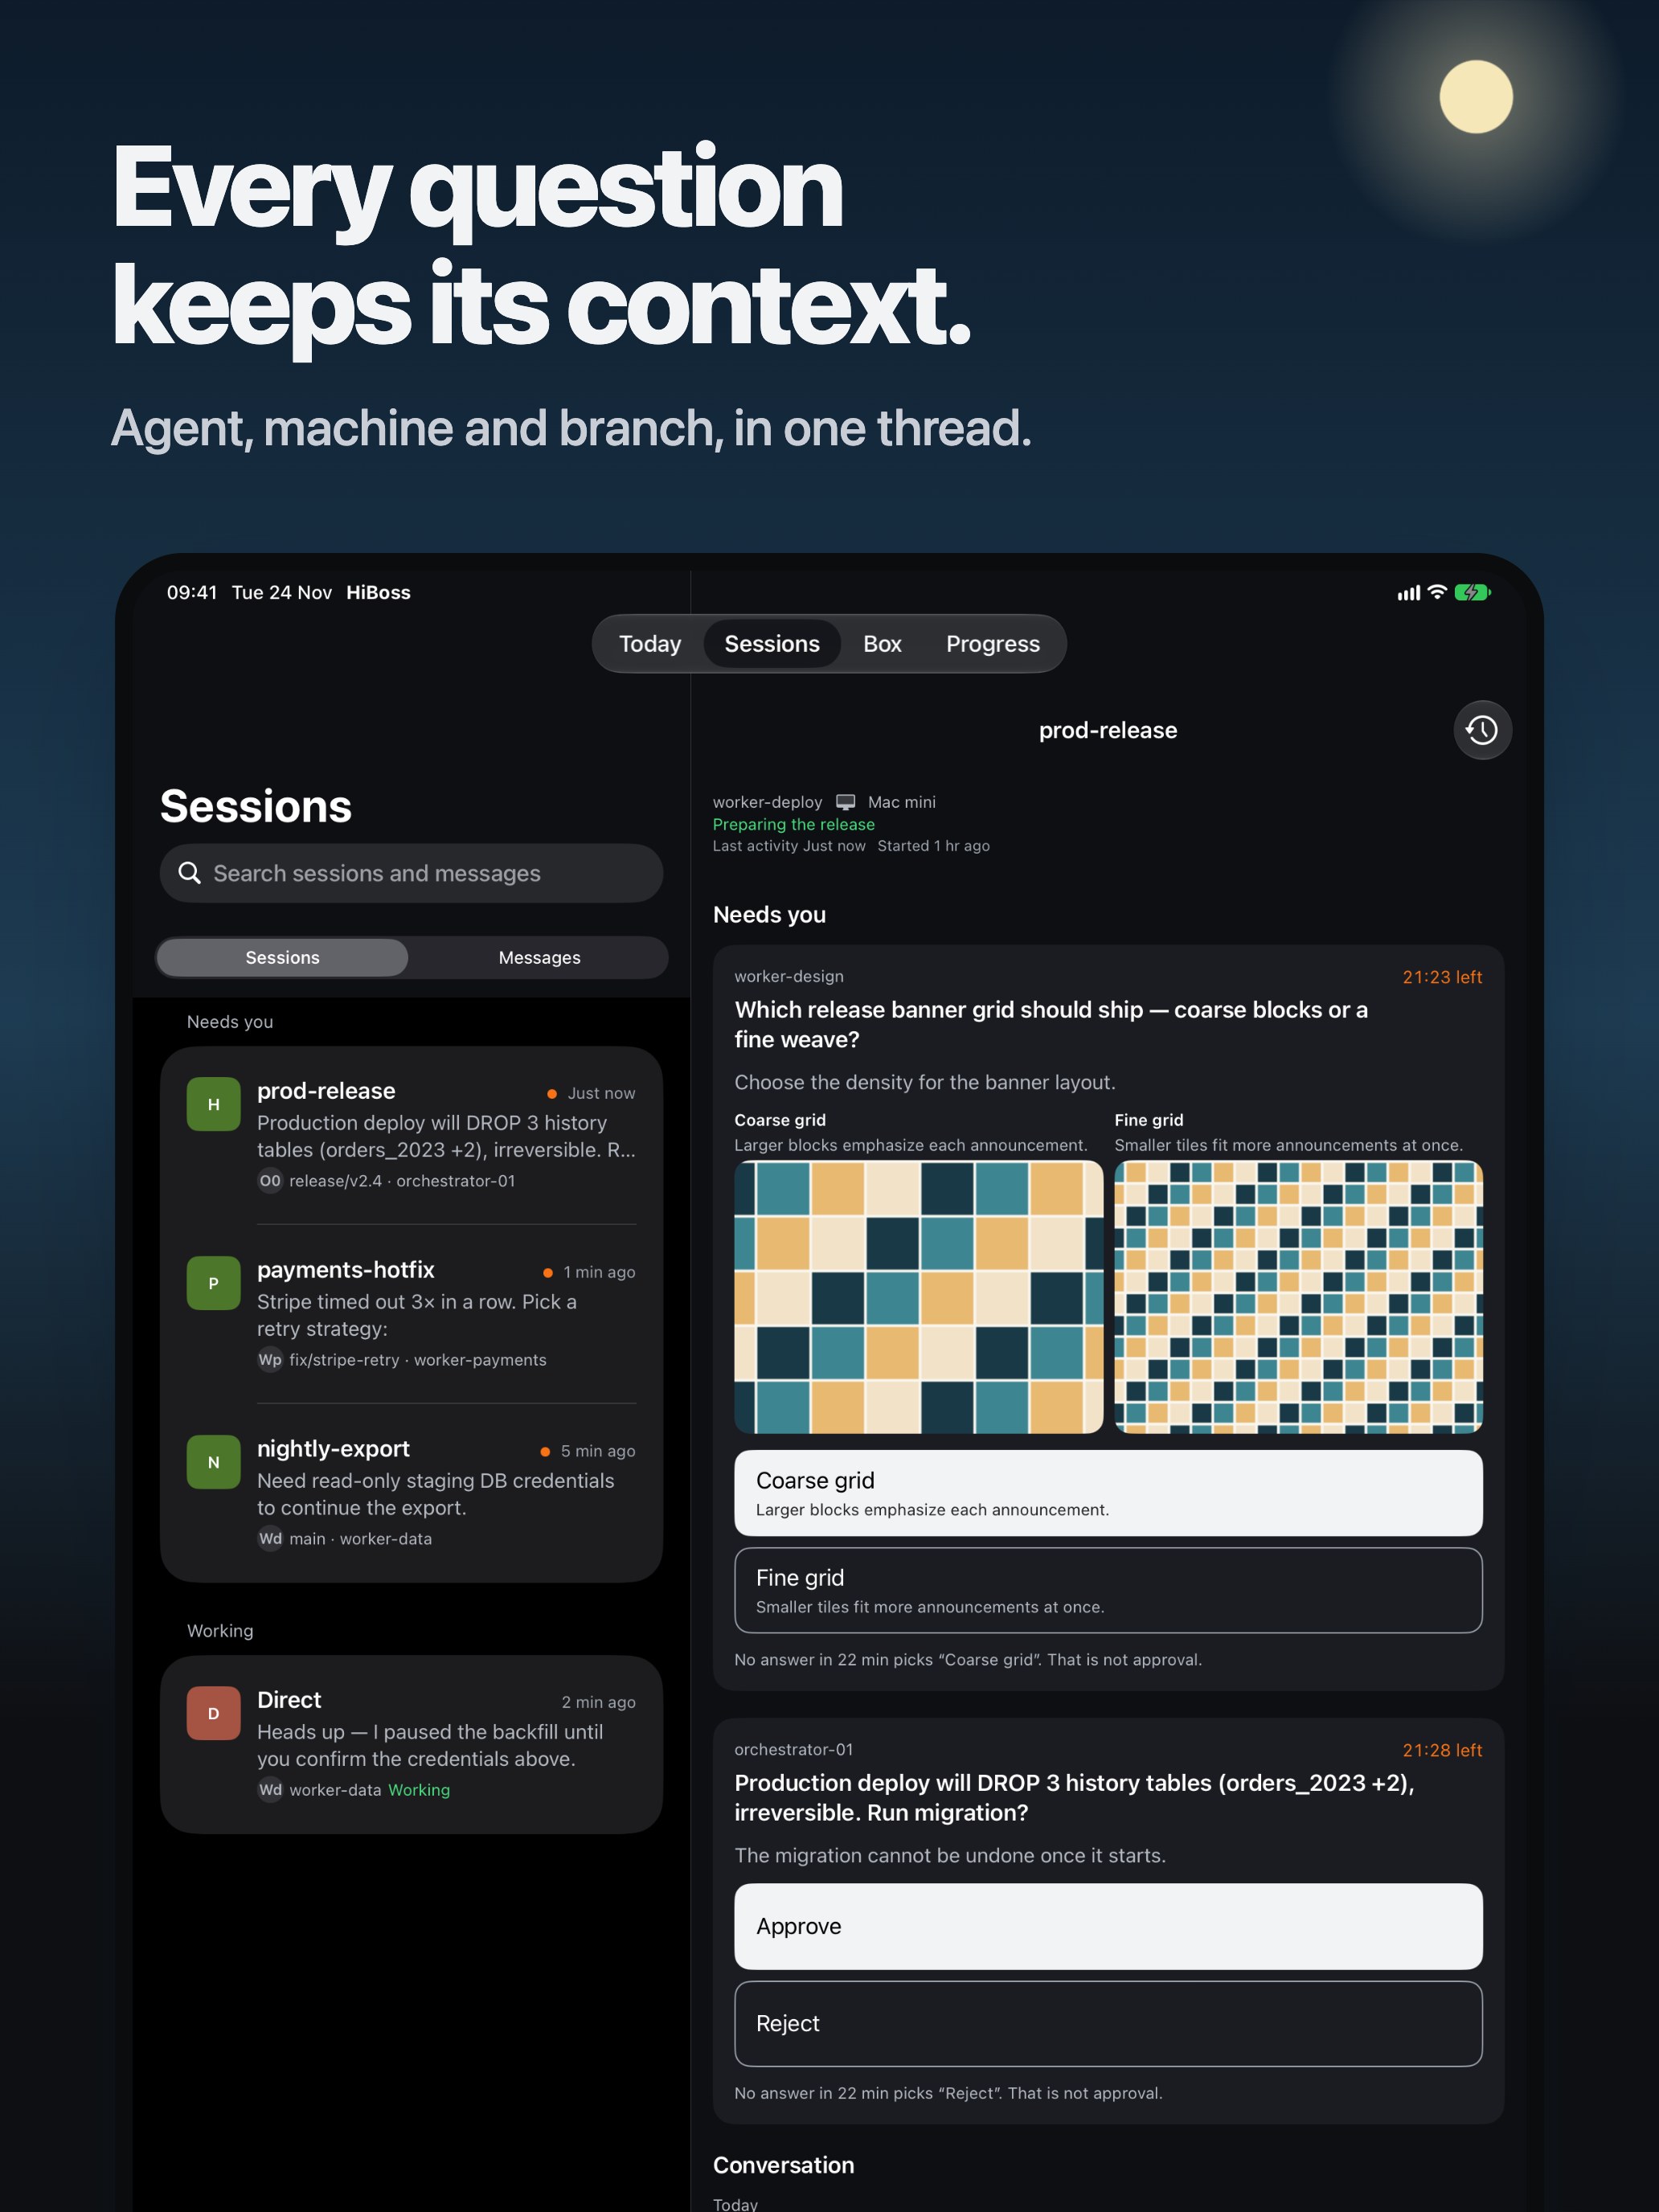 Every question
keeps its context.
Agent, machine and branch, in one thread.
09:41 Tue 24 Nov HiBoss
Today Sessions Box Progress
Sessions
Search sessions and messages
Sessions Messages
Needs you
H
prod-release
Just now
Production deploy will DROP 3 history
tables (orders_2023 +2), irreversible. R...
O0 release/v2.4 · orchestrator-01
P
payments-hotfix
1 min ago
Stripe timed out 3× in a row. Pick a
retry strategy:
Wp fix/stripe-retry · worker-payments
N
nightly-export
5 min ago
Need read-only staging DB credentials
to continue the export.
Wd main · worker-data
Working
D
Direct
2 min ago
Heads up — I paused the backfill until
you confirm the credentials above.
Wd worker-data Working
prod-release
worker-deploy Mac mini
Preparing the release
Last activity Just now Started 1 hr ago
Needs you
worker-design
21:23 left
Which release banner grid should ship — coarse blocks or a
fine weave?
Choose the density for the banner layout.
Coarse grid
Larger blocks emphasize each announcement.
Fine grid
Smaller tiles fit more announcements at once.
Coarse grid
Larger blocks emphasize each announcement.
Fine grid
Smaller tiles fit more announcements at once.
No answer in 22 min picks “Coarse grid”. That is not approval.
orchestrator-01
21:28 left
Production deploy will DROP 3 history tables (orders_2023 +2),
irreversible. Run migration?
The migration cannot be undone once it starts.
Approve
Reject
No answer in 22 min picks “Reject”. That is not approval.
Conversation
Today